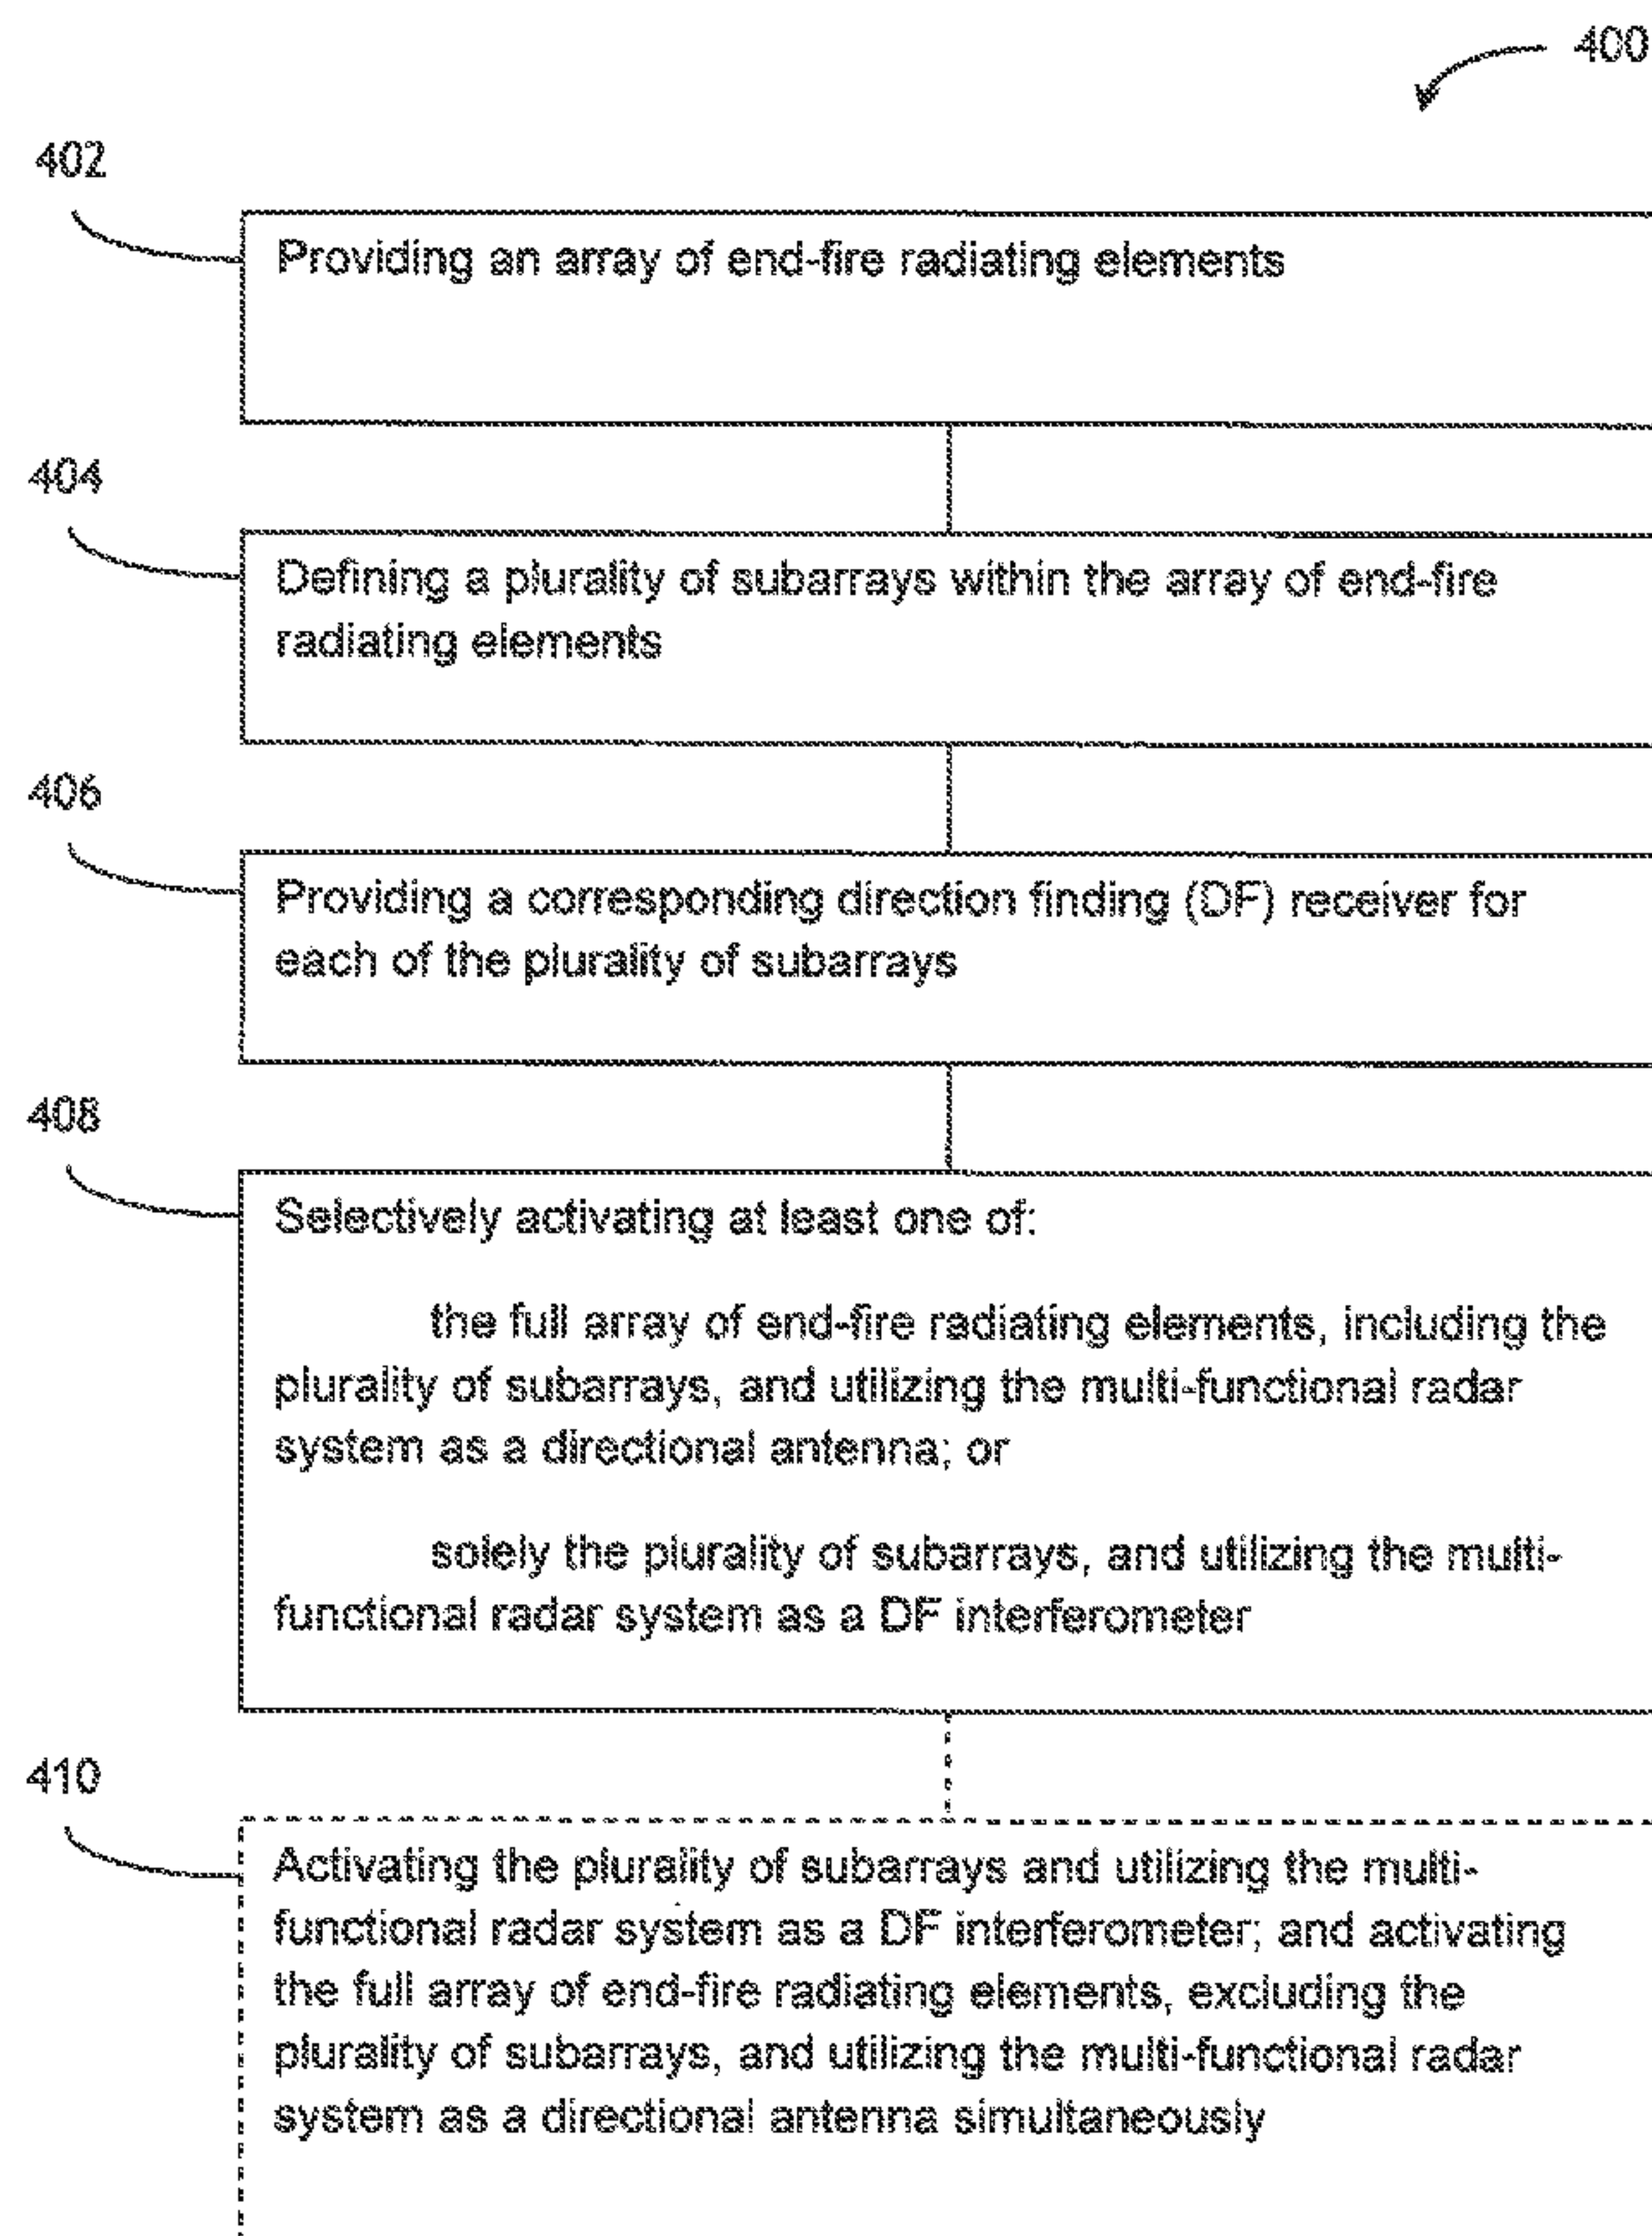 400
402
Providing an array of end-fire radiating elements
404
Defining a plurality of subarrays within the array of end-fire
radiating elements
406
Providing a corresponding direction finding (DF) receiver for
each of the plurality of subarrays
408
Selectively activating at least one of:
the full array of end-fire radiating elements, including the
plurality of subarrays, and utilizing the multi-functional radar
system as a directional antenna; or
solely the plurality of subarrays, and utilizing the multi-
functional radar system as a DF interferometer
410
Activating the plurality of subarrays and utilizing the multi-
functional radar system as a DF interferometer; and activating
the full array of end-fire radiating elements, excluding the
plurality of subarrays, and utilizing the multi-functional radar
system as a directional antenna simultaneously